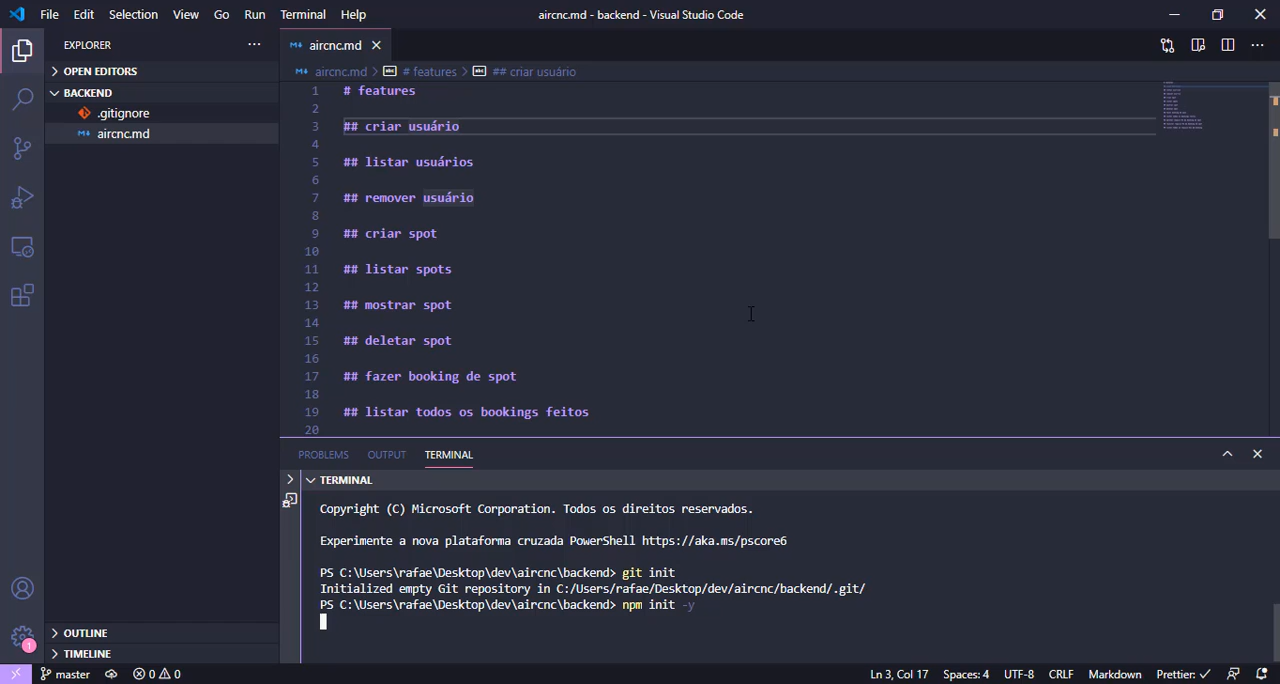 File Edit Selection View Go Run Terminal Help aircnc.md - backend - Visual Studio Code
EXPLORER
OPEN EDITORS
BACKEND
.gitignore
aircnc.md
OUTLINE
TIMELINE
aircnc.md
aircnc.md > # features > ## criar usuário
1 # features
2
3 ## criar usuário
4
5 ## listar usuários
6
7 ## remover usuário
8
9 ## criar spot
10
11 ## listar spots
12
13 ## mostrar spot
14
15 ## deletar spot
16
17 ## fazer booking de spot
18
19 ## listar todos os bookings feitos
20
PROBLEMS OUTPUT TERMINAL
TERMINAL
Copyright (C) Microsoft Corporation. Todos os direitos reservados.
Experimente a nova plataforma cruzada PowerShell https://aka.ms/pscore6
PS C:\Users\rafae\Desktop\dev\aircnc\backend> git init
Initialized empty Git repository in C:/Users/rafae/Desktop/dev/aircnc/backend/.git/
PS C:\Users\rafae\Desktop\dev\aircnc\backend> npm init -y
1
master 0 0 Ln 3, Col 17 Spaces: 4 UTF-8 CRLF Markdown Prettier: ✓